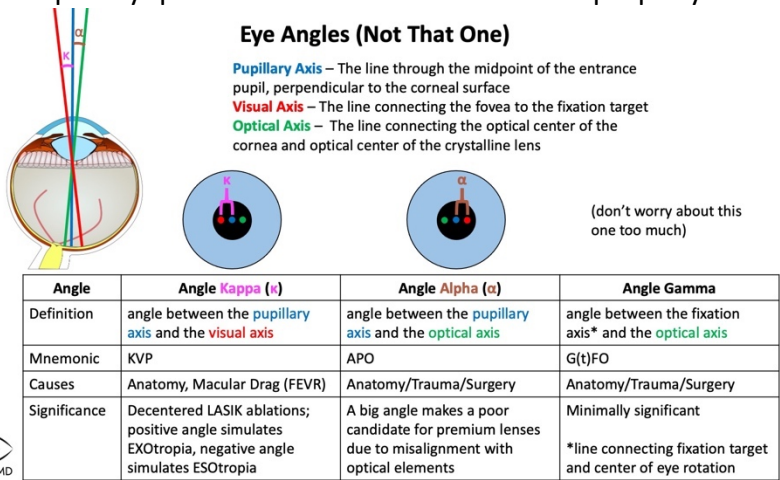 κ
α
Eye Angles (Not That One)
Pupillary Axis – The line through the midpoint of the entrance
pupil, perpendicular to the corneal surface
Visual Axis – The line connecting the fovea to the fixation target
Optical Axis – The line connecting the optical center of the
cornea and optical center of the crystalline lens
κ
α
(don't worry about this
one too much)
Angle
Angle Kappa (κ)
Angle Alpha (α)
Angle Gamma
Definition
angle between the pupillary
axis and the visual axis
angle between the pupillary
axis and the optical axis
angle between the fixation
axis* and the optical axis
Mnemonic
KVP
APO
G(t)FO
Causes
Anatomy, Macular Drag (FEVR)
Anatomy/Trauma/Surgery
Anatomy/Trauma/Surgery
Significance
Decentered LASIK ablations;
positive angle simulates
EXOtropia, negative angle
simulates ESOtropia
A big angle makes a poor
candidate for premium lenses
due to misalignment with
optical elements
Minimally significant
*line connecting fixation target
and center of eye rotation
MD